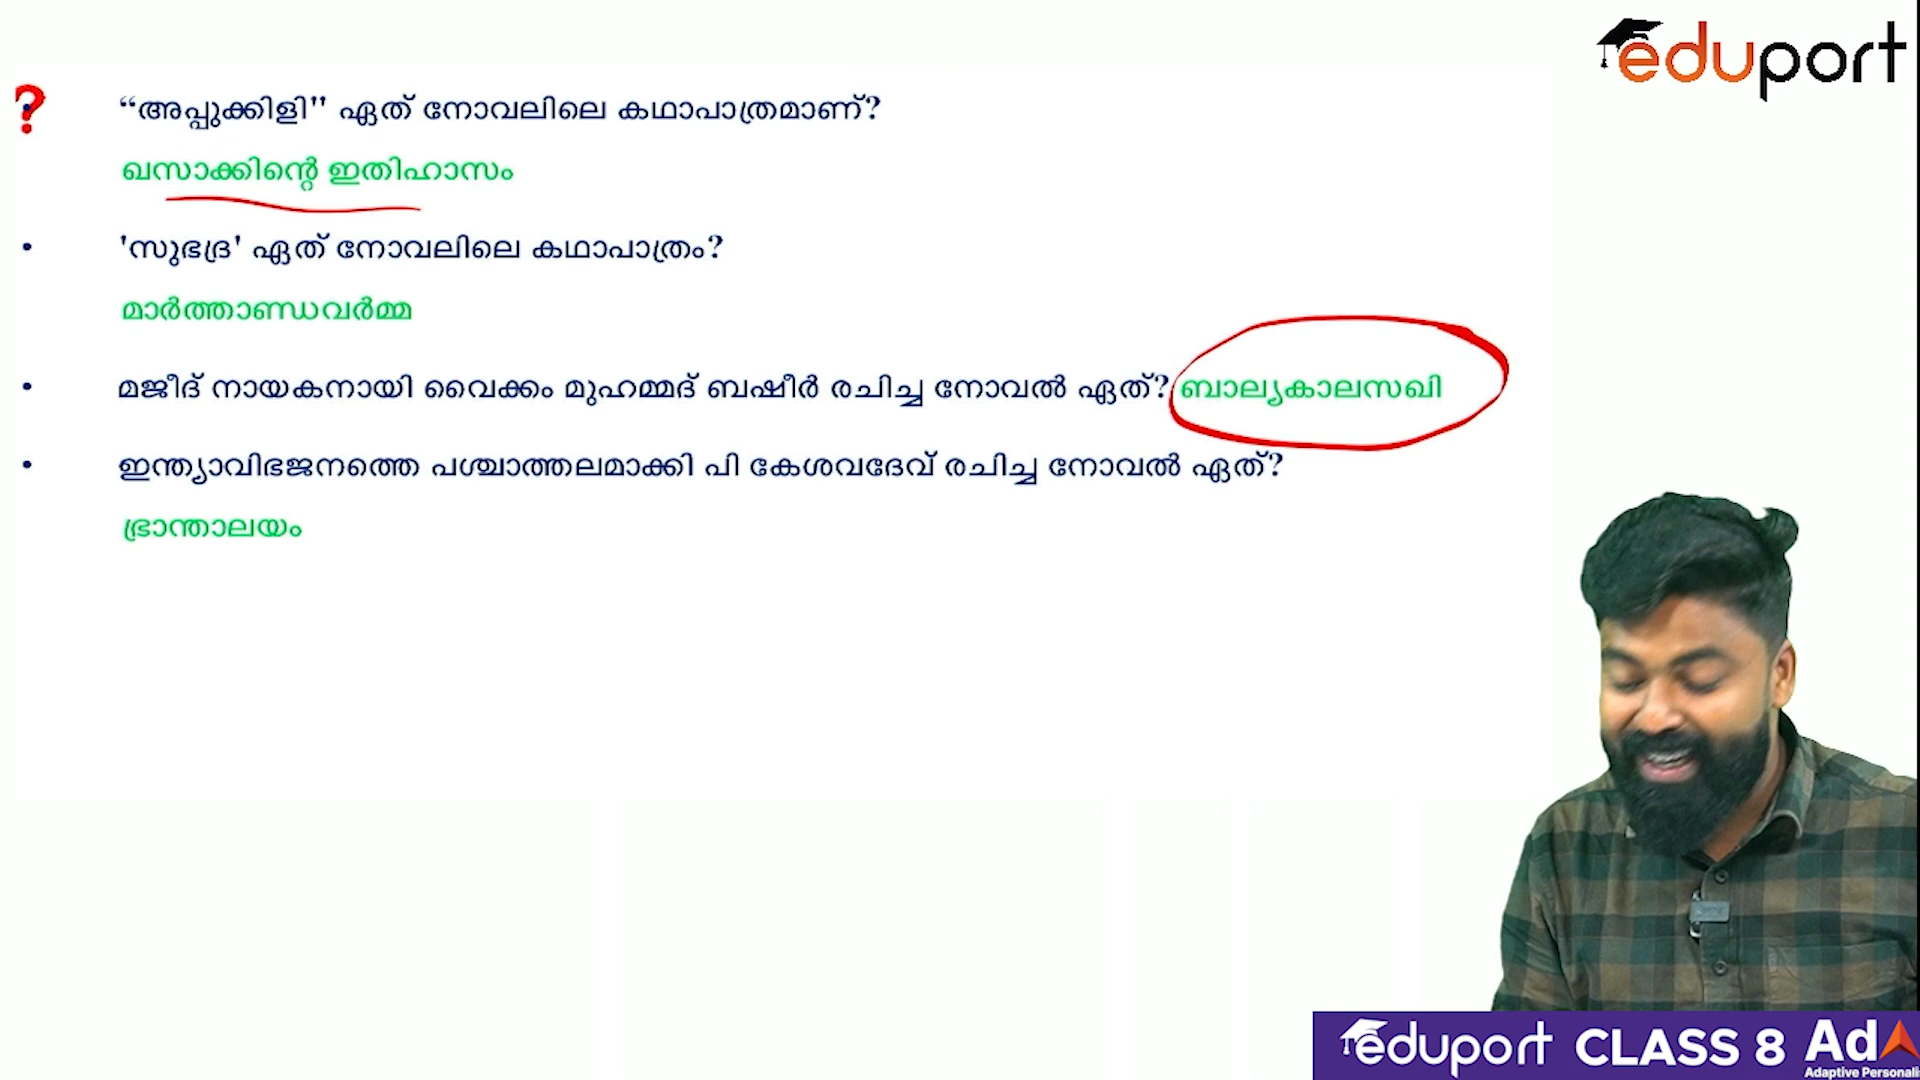 eduport
? “അപ്പുക്കിളി" ഏത് നോവലിലെ കഥാപാത്രമാണ്?
ഖസാക്കിന്റെ ഇതിഹാസം
• 'സുഭദ്ര' ഏത് നോവലിലെ കഥാപാത്രം?
മാർത്താണ്ഡവർമ്മ
• മജീദ് നായകനായി വൈക്കം മുഹമ്മദ് ബഷീർ രചിച്ച നോവൽ ഏത്? ബാല്യകാലസഖി
• ഇന്ത്യാവിഭജനത്തെ പശ്ചാത്തലമാക്കി പി കേശവദേവ് രചിച്ച നോവൽ ഏത്?
ഭ്രാന്താലയം
eduport CLASS 8 AdA
Adaptive Personali